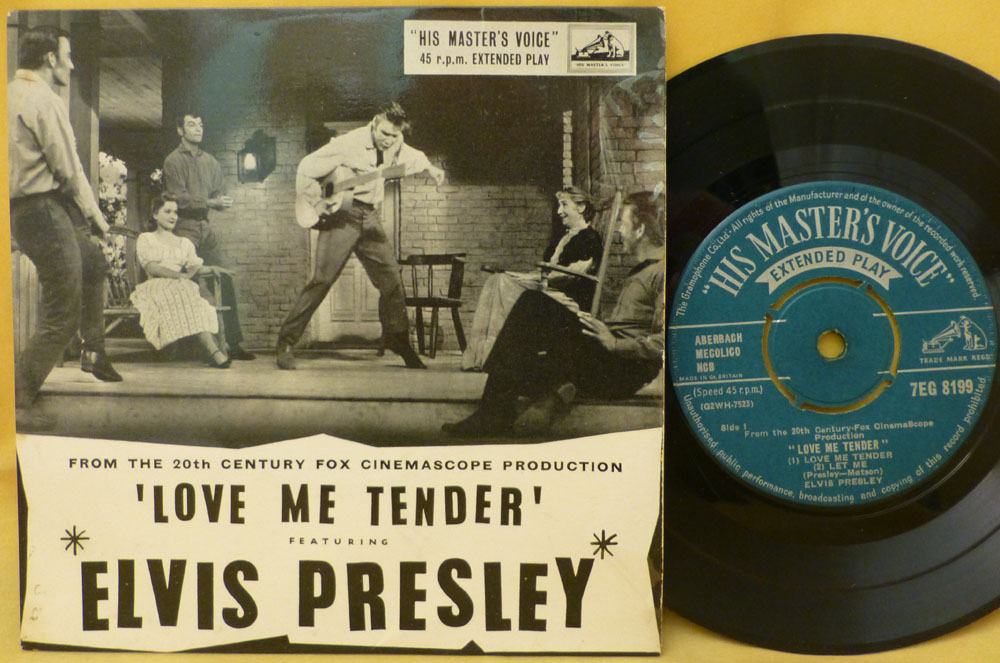 "HIS MASTER'S VOICE"
45 r.p.m. EXTENDED PLAY
"HIS MASTER'S VOICE"
FROM THE 20th CENTURY FOX CINEMASCOPE PRODUCTION
'LOVE ME TENDER'
FEATURING
ELVIS PRESLEY
The Gramophone Co. Ltd. - All rights of the Manufacturer and of the owner of the recorded work reserved.
"HIS MASTER'S VOICE"
EXTENDED PLAY
ABERBACH
MECOLICO
NCB
MADE IN GT. BRITAIN
TRADE MARK REGD
(Speed 45 r.p.m.)
7EG 8199
(G2WH-7523)
Side 1
From the 20th Century-Fox CinemaScope
Production
"LOVE ME TENDER"
(1) LOVE ME TENDER
(2) LET ME
(Presley—Matson)
ELVIS PRESLEY
Unauthorised public performance, broadcasting and copying of this record prohibited